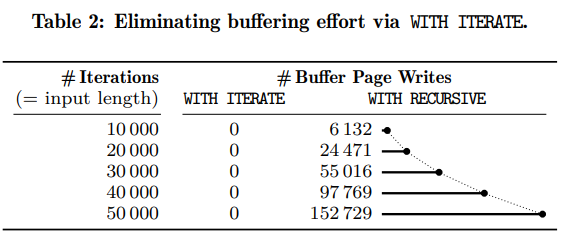 Table 2: Eliminating buffering effort via WITH ITERATE.
# Iterations # Buffer Page Writes
(= input length) WITH ITERATE WITH RECURSIVE
10 000 0 6 132
20 000 0 24 471
30 000 0 55 016
40 000 0 97 769
50 000 0 152 729